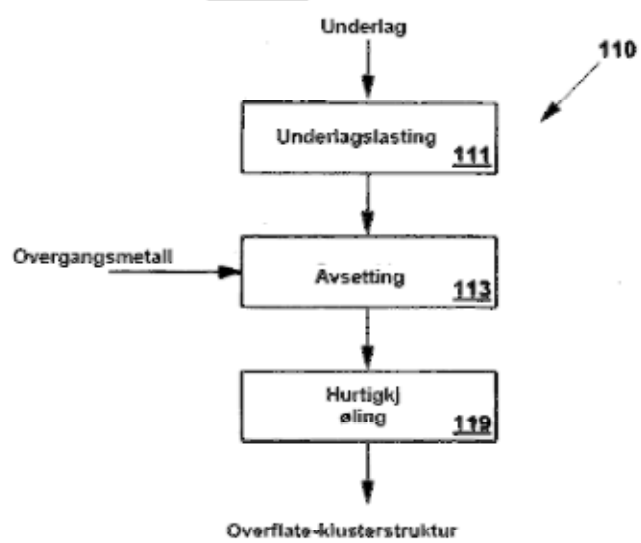 Underlag
110
Underlagslasting
111
Overgangsmetall
Avsetting
113
Hurtigkj
øling
119
Overflate-klusterstruktur